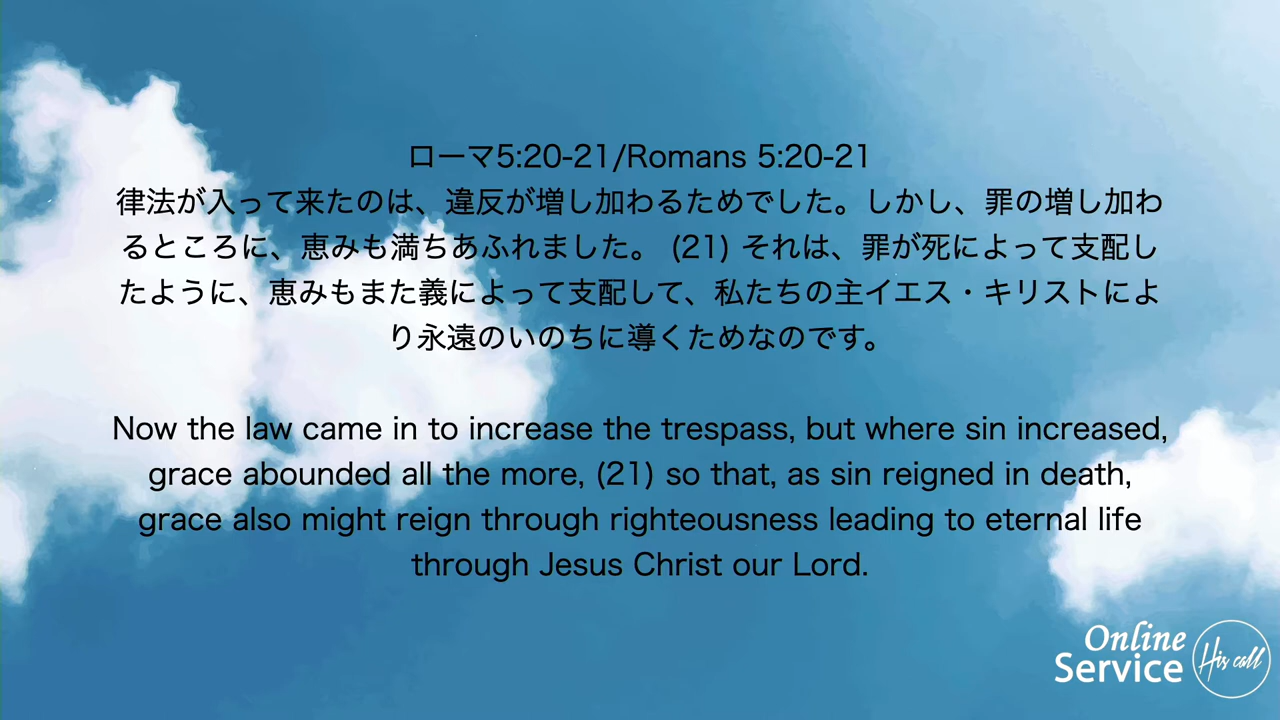 ローマ5:20-21/Romans 5:20-21
律法が入って来たのは、違反が増し加わるためでした。しかし、罪の増し加わ
るところに、恵みも満ちあふれました。 (21) それは、罪が死によって支配し
たように、恵みもまた義によって支配して、私たちの主イエス・キリストによ
り永遠のいのちに導くためなのです。
Now the law came in to increase the trespass, but where sin increased,
grace abounded all the more, (21) so that, as sin reigned in death,
grace also might reign through righteousness leading to eternal life
through Jesus Christ our Lord.
Online
Service
His call